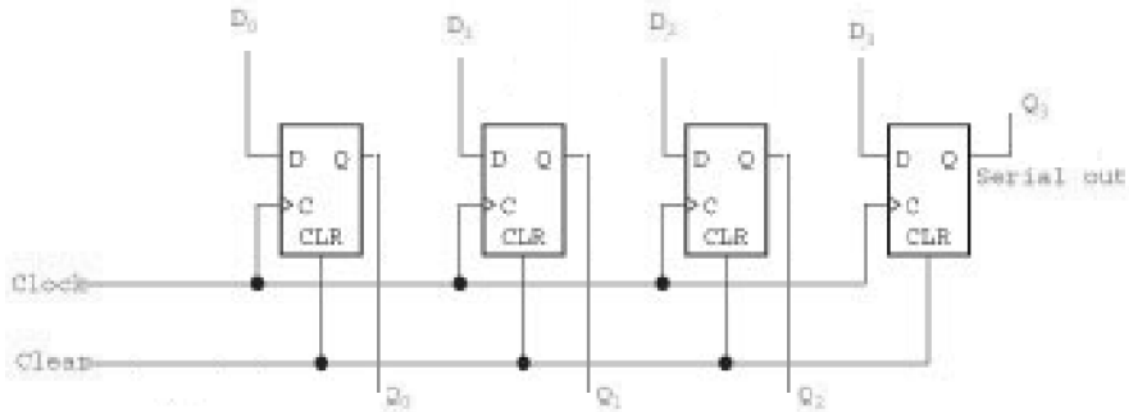 D₀ D₁ D₂ D₃
Q₃
D Q D Q D Q D Q
Serial out
C C C C
CLR CLR CLR CLR
Clock
Clear
Q₀ Q₁ Q₂